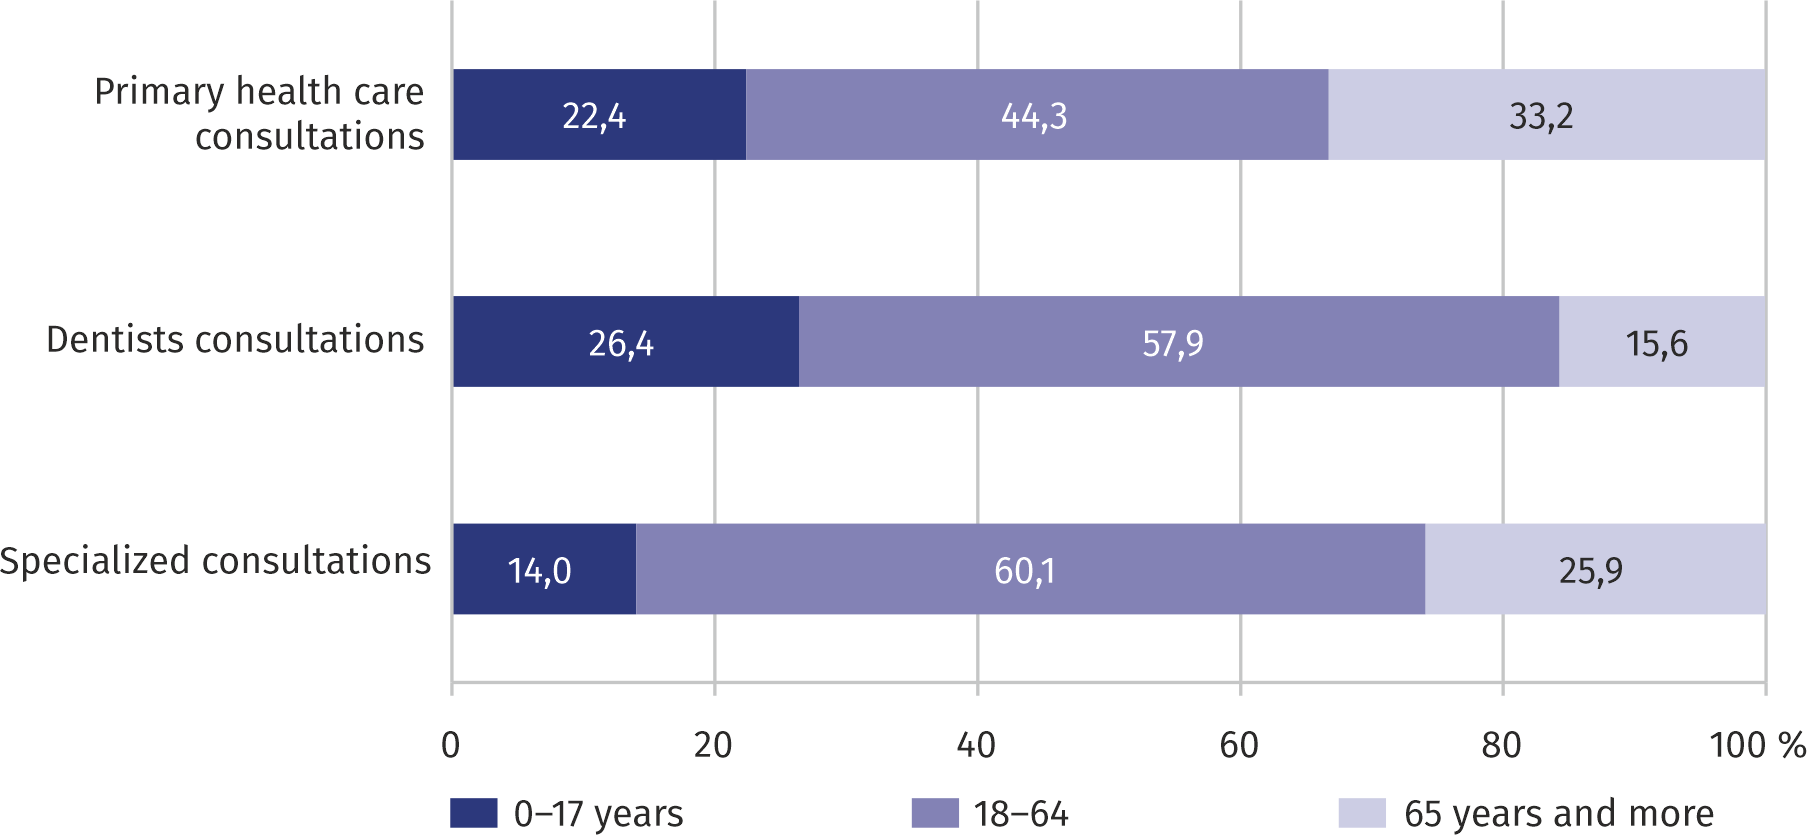 Primary health care
consultations
22,4
44,3
33,2
Dentists consultations
26,4
57,9
15,6
Specialized consultations
14,0
60,1
25,9
0
20
40
60
80
100 %
0–17 years
18–64
65 years and more